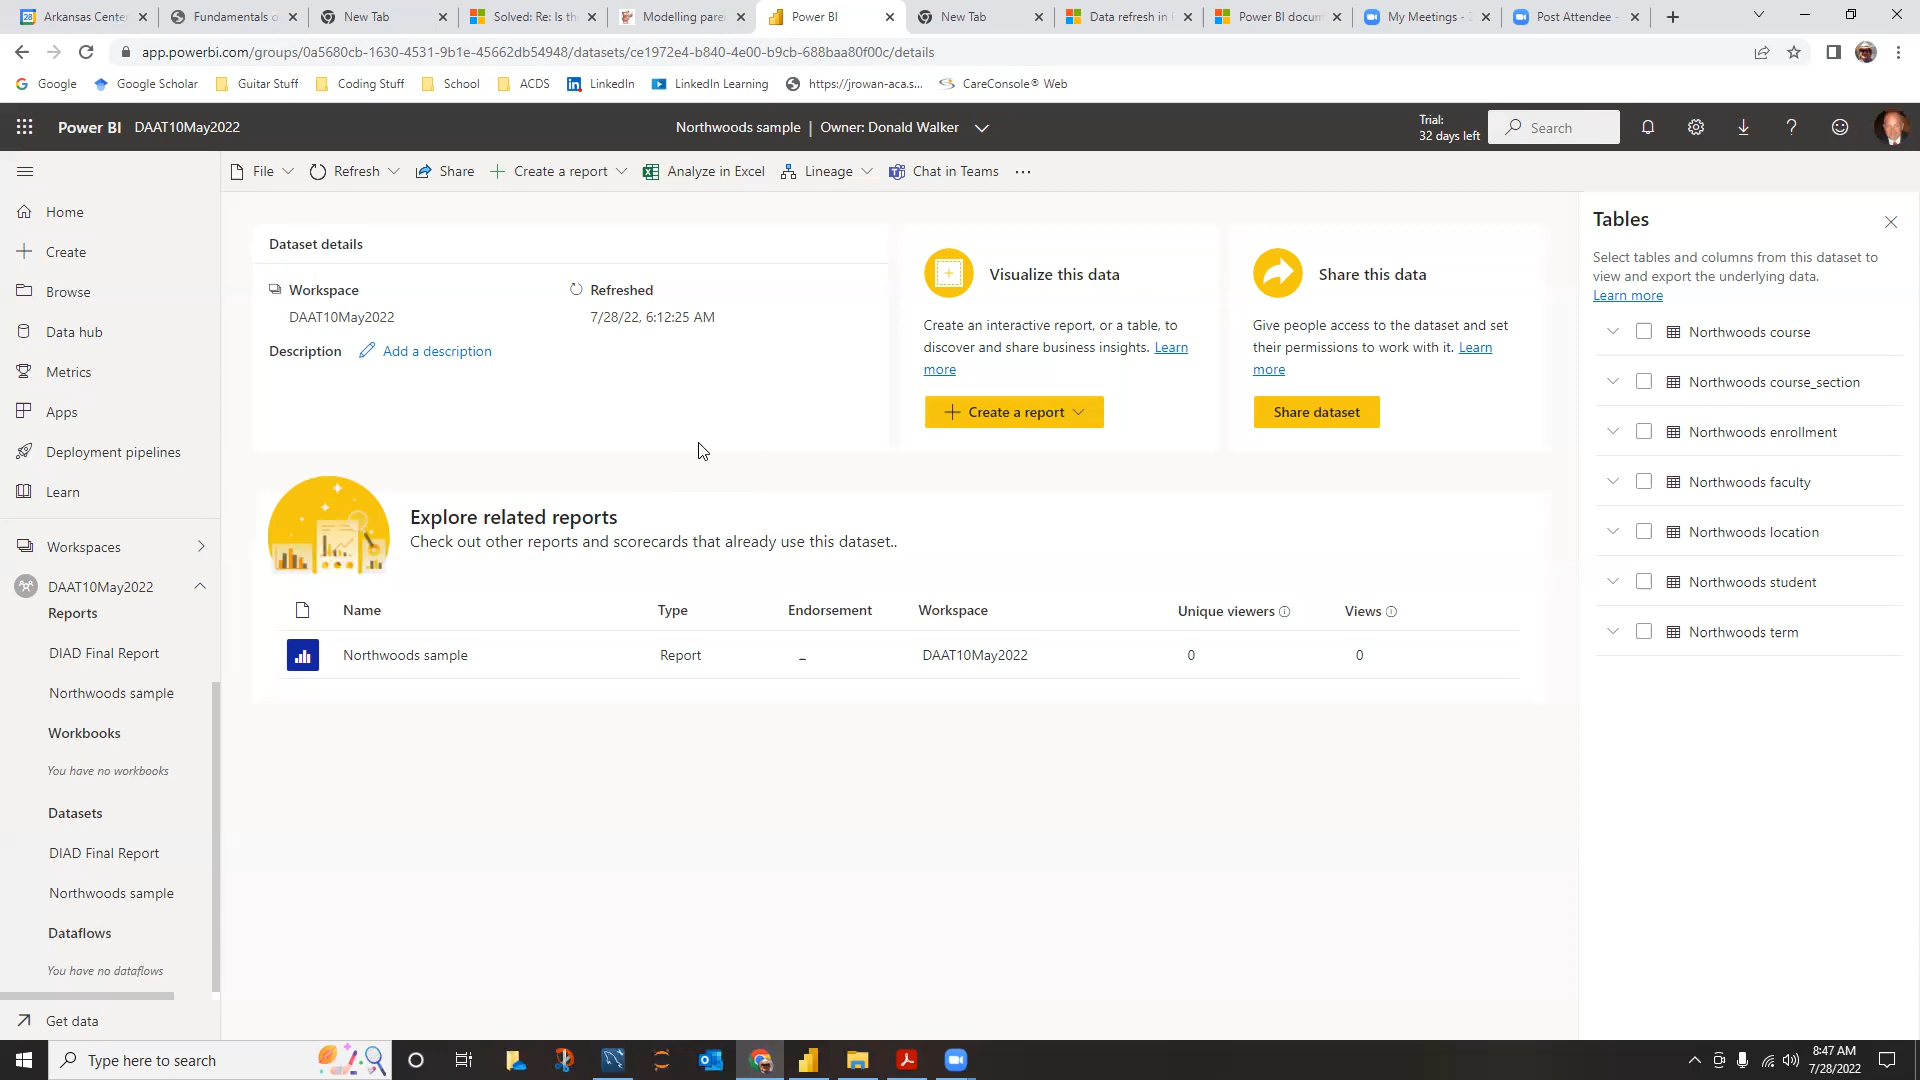 Arkansas Center
Fundamentals o
New Tab
Solved: Re: Is th
Modelling pare
Power BI
New Tab
Data refresh in
Power BI docum
My Meetings -
Post Attendee -
app.powerbi.com/groups/0a5680cb-1630-4531-9b1e-45662db54948/datasets/ce1972e4-b840-4e00-b9cb-688baa80f00c/details
Google
Google Scholar
Guitar Stuff
Coding Stuff
School
ACDS
LinkedIn
LinkedIn Learning
https://jrowan-aca.s...
CareConsole® Web
Power BI DAAT10May2022
Northwoods sample | Owner: Donald Walker
Trial:
32 days left
Search
File
Refresh
Share
Create a report
Analyze in Excel
Lineage
Chat in Teams
Home
Create
Browse
Data hub
Metrics
Apps
Deployment pipelines
Learn
Workspaces
DAAT10May2022
Reports
DIAD Final Report
Northwoods sample
Workbooks
You have no workbooks
Datasets
DIAD Final Report
Northwoods sample
Dataflows
You have no dataflows
Get data
Dataset details
Workspace
DAAT10May2022
Refreshed
7/28/22, 6:12:25 AM
Description Add a description
Visualize this data
Create an interactive report, or a table, to
discover and share business insights. Learn
more
Create a report
Share this data
Give people access to the dataset and set
their permissions to work with it. Learn
more
Share dataset
Explore related reports
Check out other reports and scorecards that already use this dataset..
Name Type Endorsement Workspace Unique viewers Views
Northwoods sample Report – DAAT10May2022 0 0
Tables
Select tables and columns from this dataset to
view and export the underlying data.
Learn more
Northwoods course
Northwoods course_section
Northwoods enrollment
Northwoods faculty
Northwoods location
Northwoods student
Northwoods term
Type here to search
8:47 AM
7/28/2022